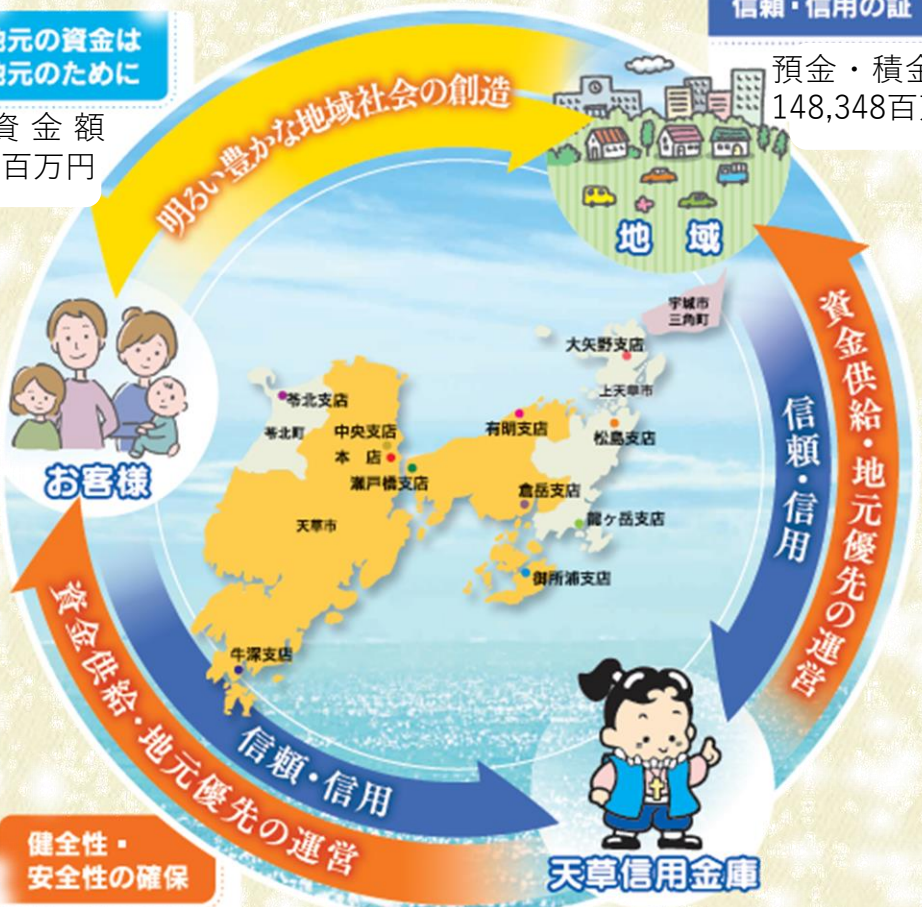 信頼・信用の証
地元の資金は
地元のために
預金・積金
148,348百
資金額
百万円
明るい豊かな地域社会の創造
地 域
宇城市
三角町
大矢野支店
上天草市
苓北支店
苓北町
中央支店
本 店
瀬戸橋支店
有明支店
松島支店
倉岳支店
龍ヶ岳支店
御所浦支店
天草市
牛深支店
お客様
資金供給・地元優先の運営
信頼・信用
資金供給・地元優先の運営
信頼・信用
健全性・
安全性の確保
天草信用金庫